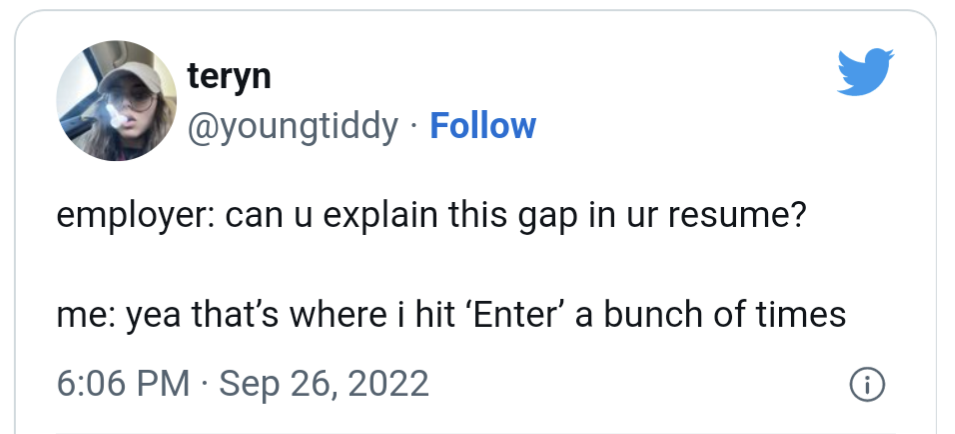 teryn
@youngtiddy · Follow
employer: can u explain this gap in ur resume?
me: yea that’s where i hit ‘Enter’ a bunch of times
6:06 PM · Sep 26, 2022